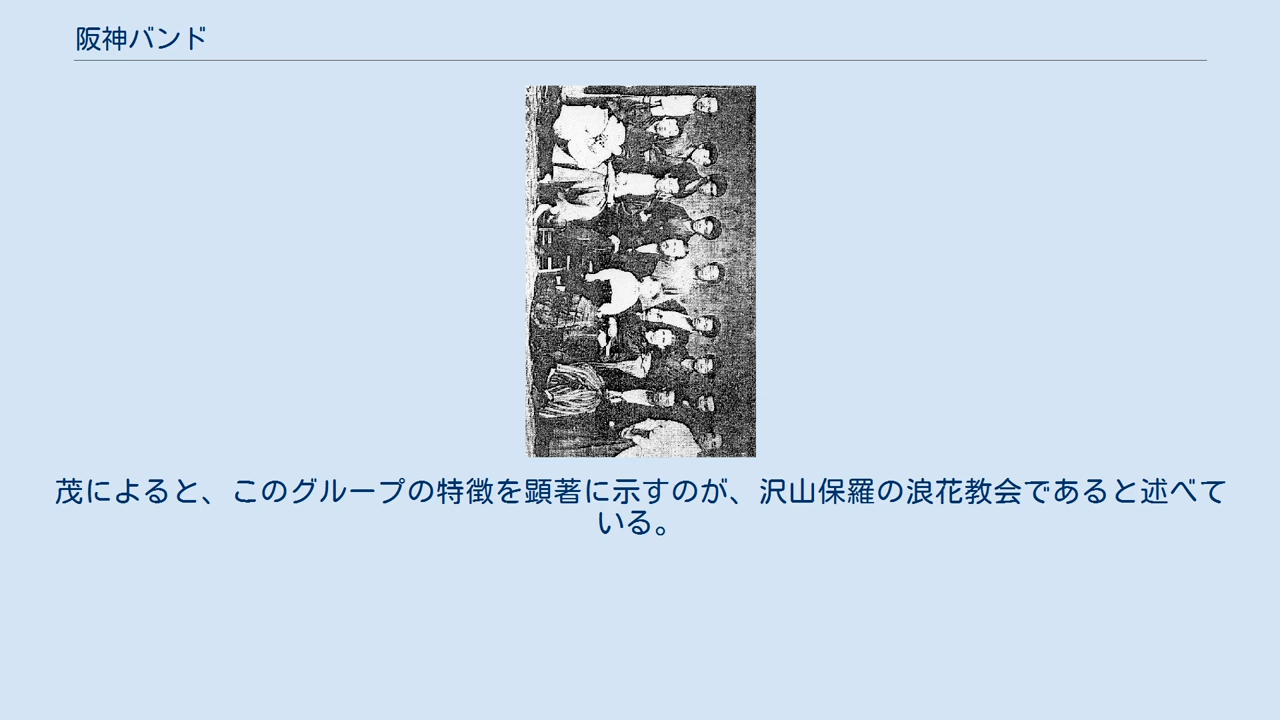 阪神バンド
茂によると、このグループの特徴を顕著に示すのが、沢山保羅の浪花教会であると述べて
いる。